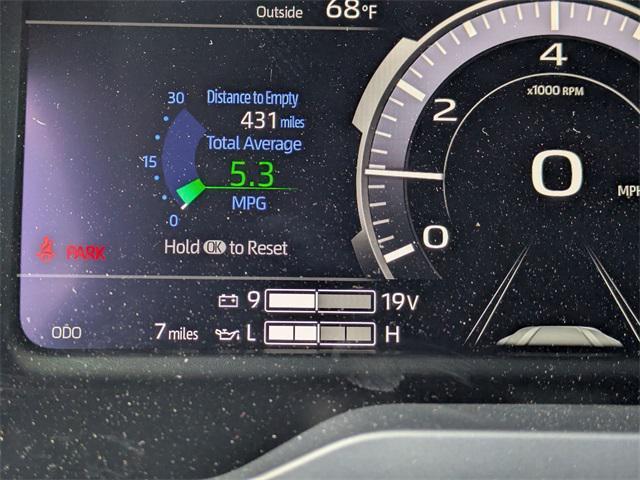 Outside 68°F
30 Distance to Empty
431 miles
Total Average
15 5.3
MPG
0
Hold OK to Reset
PARK
4
x1000 RPM
2
0
MPH
0
9 19V
ODO 7 miles L H